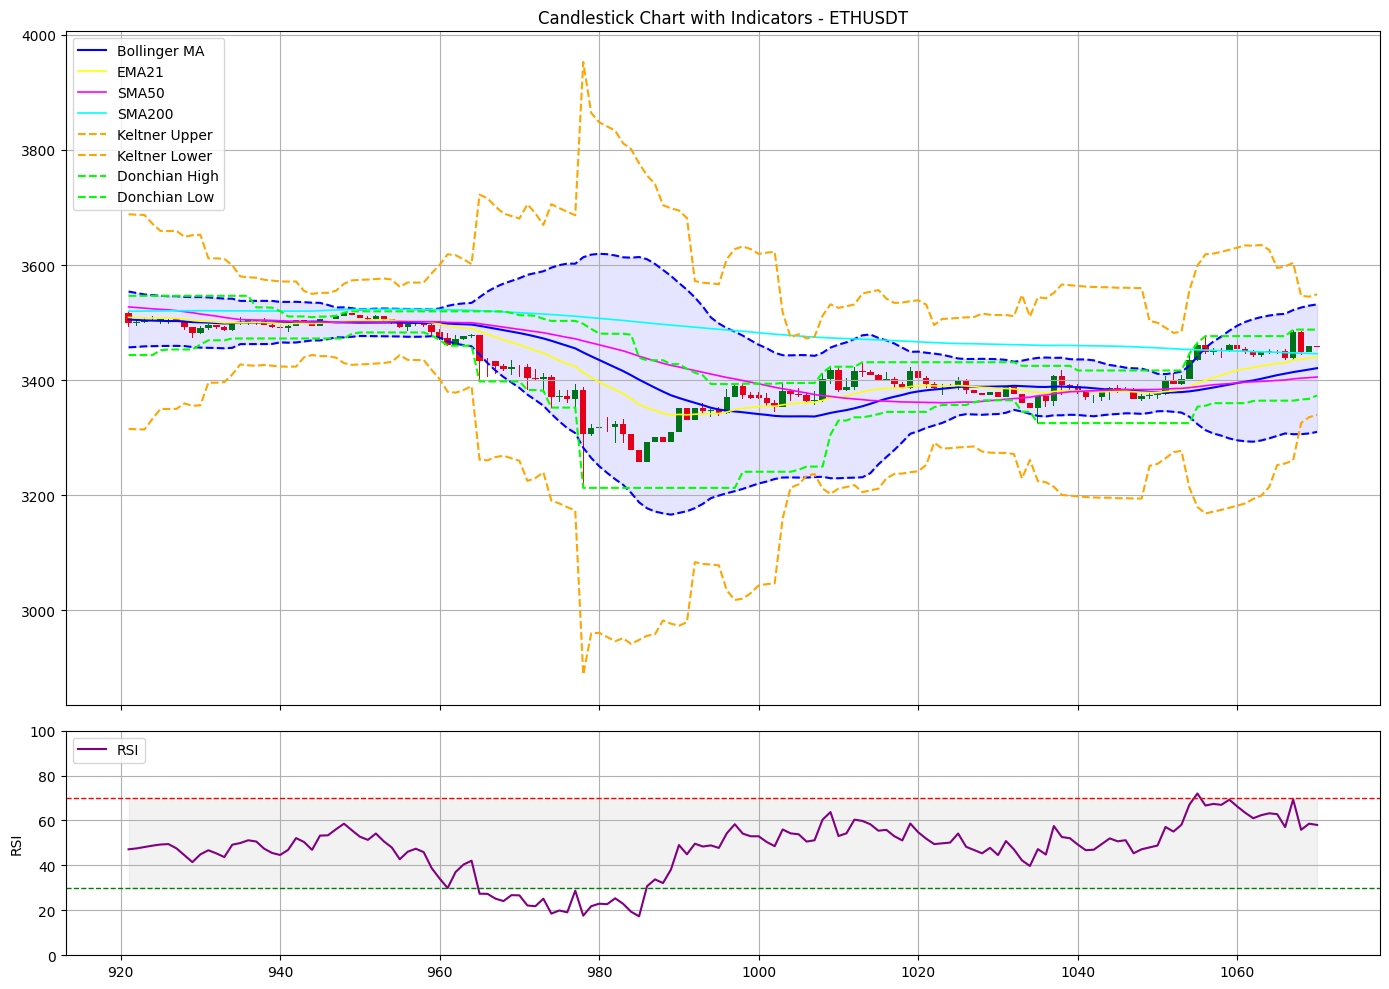 Candlestick Chart with Indicators - ETHUSDT
4000
Bollinger MA
EMA21
SMA50
SMA200
Keltner Upper
Keltner Lower
Donchian High
Donchian Low
3800
3600
3400
3200
3000
100
RSI
80
60
40
20
0
RSI
920
940
960
980
1000
1020
1040
1060